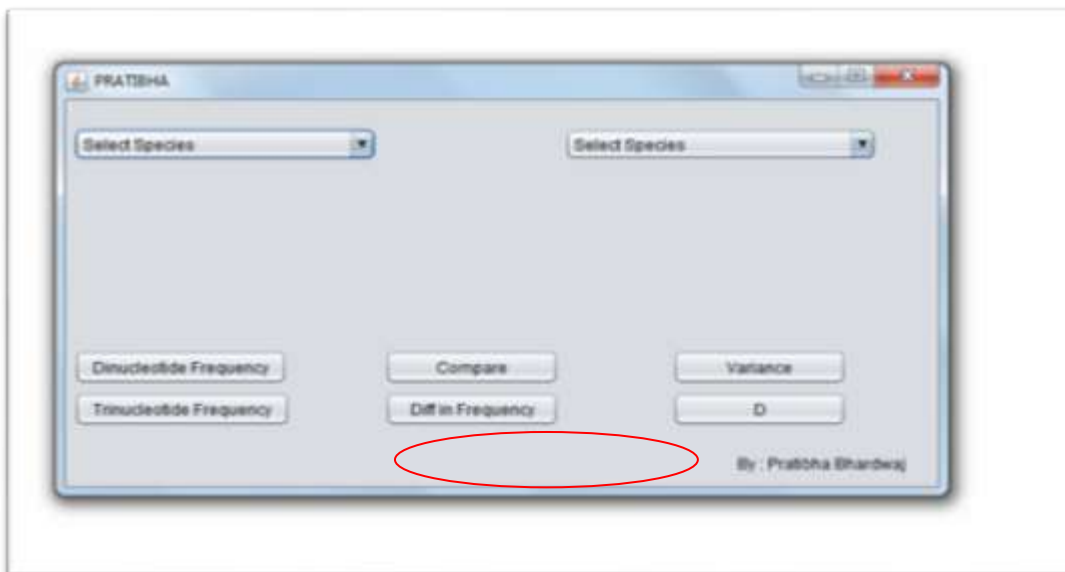 PRATIBHA
Select Species Select Species
Dinucleotide Frequency Compare Variance
Trinucleotide Frequency Diff in Frequency D
By : Pratibha Bhardwaj